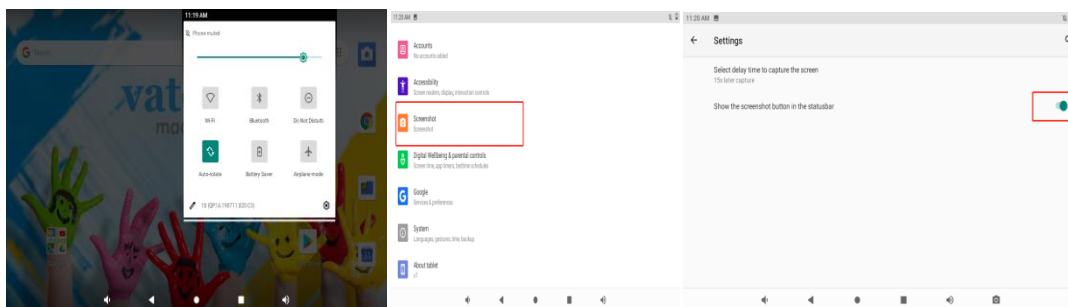 11:19 AM
Phone muted
Wi-Fi
Bluetooth
Do Not Disturb
Auto-rotate
Battery Saver
Airplane mode
vat
mac
11:20 AM
Accounts
No accounts added
Accessibility
Screen readers, display, interaction controls
Screenshot
Screenshot
Digital Wellbeing & parental controls
Screen time, app timers, bedtime schedules
Google
Services & preferences
System
Languages, gestures, time, backup
About tablet
11:20 AM
Settings
Select delay time to capture the screen
15s later capture
Show the screenshot button in the statusbar